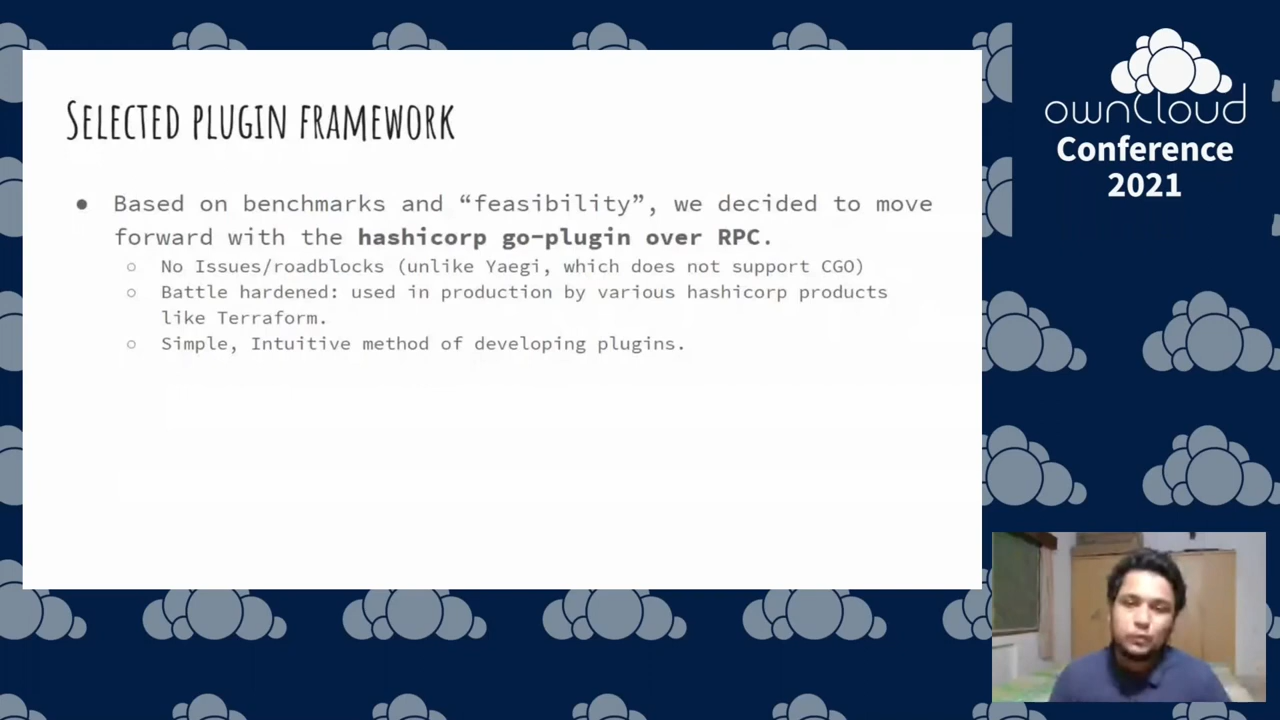 Selected plugin framework
● Based on benchmarks and “feasibility”, we decided to move
forward with the hashicorp go-plugin over RPC.
○ No Issues/roadblocks (unlike Yaegi, which does not support CGO)
○ Battle hardened: used in production by various hashicorp products
like Terraform.
○ Simple, Intuitive method of developing plugins.
ownCloud
Conference
2021